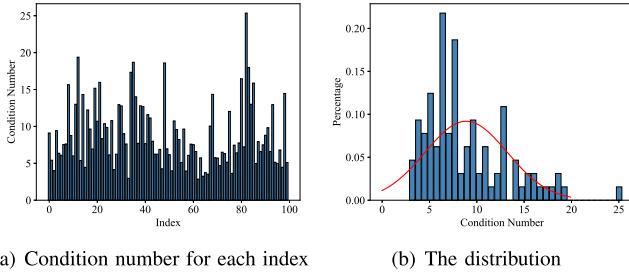 25
20
15
10
5
0
Condition Number
0 20 40 60 80 100
Index
0.20
0.15
0.10
0.05
0.00
Percentage
0 5 10 15 20 25
Condition Number
a) Condition number for each index
(b) The distribution